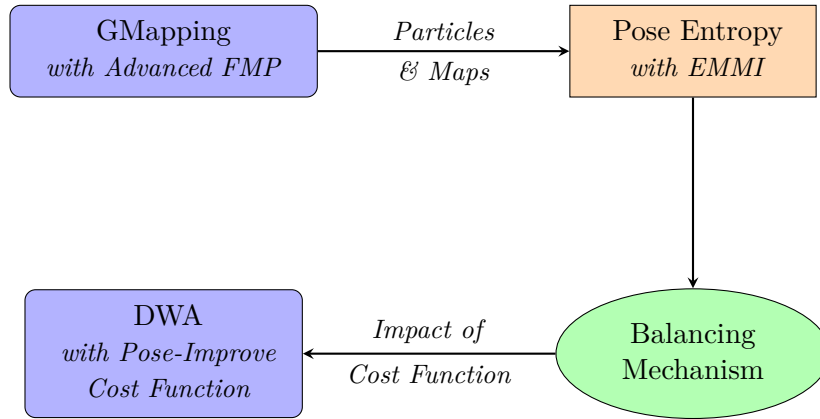 GMapping
with Advanced FMP
Particles
& Maps
Pose Entropy
with EMMI
DWA
with Pose-Improve
Cost Function
Impact of
Cost Function
Balancing
Mechanism